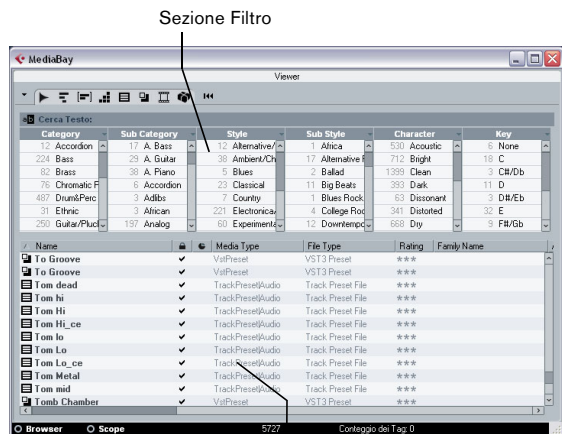 Sezione Filtro
MediaBay
Viewer
Cerca Testo:
Category Sub Category Style Sub Style Character Key
12 Accordion 17 A. Bass 12 Alternative/ 1 Africa 530 Acoustic 6 None
224 Bass 29 A. Guitar 38 Ambient/Ch 17 Alternative 712 Bright 18 C
82 Brass 38 A. Piano 5 Blues 2 Ballad 1399 Clean 3 C#/Db
76 Chromatic P 6 Accordion 23 Classical 11 Big Beats 393 Dark 11 D
487 Drum&Perc 3 Adlibs 7 Country 1 Blues Rock 63 Dissonant 3 D#/Eb
31 Ethnic 3 African 221 Electronica/ 4 College Roc 341 Distorted 32 E
250 Guitar/Pluc 197 Analog 60 Experimenta 12 Downtempo 668 Dry 9 F#/Gb
Name Media Type File Type Rating Family Name
To Groove VstPreset VST3 Preset ***
To Groove VstPreset VST3 Preset ***
Tom dead TrackPreset|Audio Track Preset File ***
Tom hi TrackPreset|Audio Track Preset File ***
Tom Hi TrackPreset|Audio Track Preset File ***
Tom Hi_ce TrackPreset|Audio Track Preset File ***
Tom lo TrackPreset|Audio Track Preset File ***
Tom Lo TrackPreset|Audio Track Preset File ***
Tom Lo_ce TrackPreset|Audio Track Preset File ***
Tom Metal TrackPreset|Audio Track Preset File ***
Tom mid TrackPreset|Audio Track Preset File ***
Tomb Chamber VstPreset VST3 Preset ***
Browser Scope 5727 Conteggio dei Tag: 0